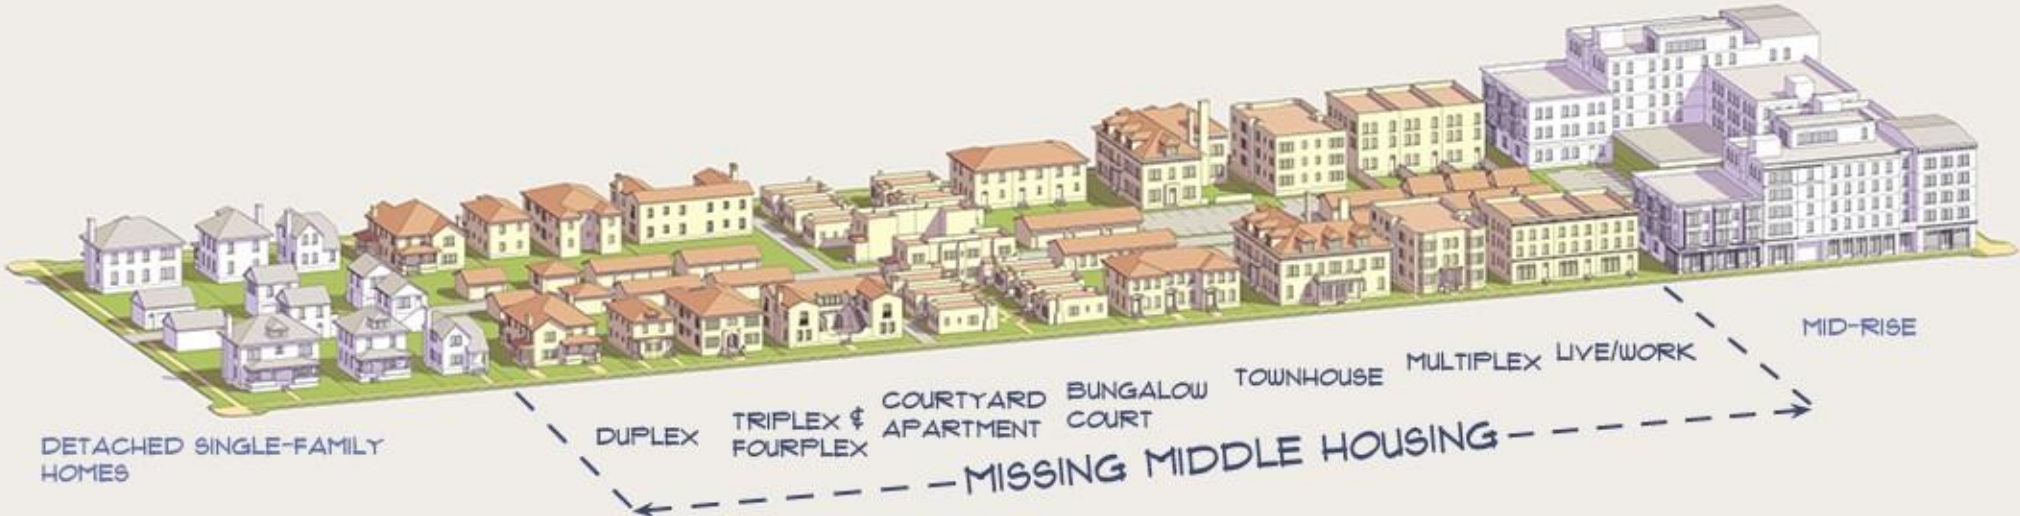 DETACHED SINGLE-FAMILY
HOMES
DUPLEX
TRIPLEX &
FOURPLEX
COURTYARD
APARTMENT
BUNGALOW
COURT
TOWNHOUSE
MULTIPLEX
LIVE/WORK
MID-RISE
MISSING MIDDLE HOUSING